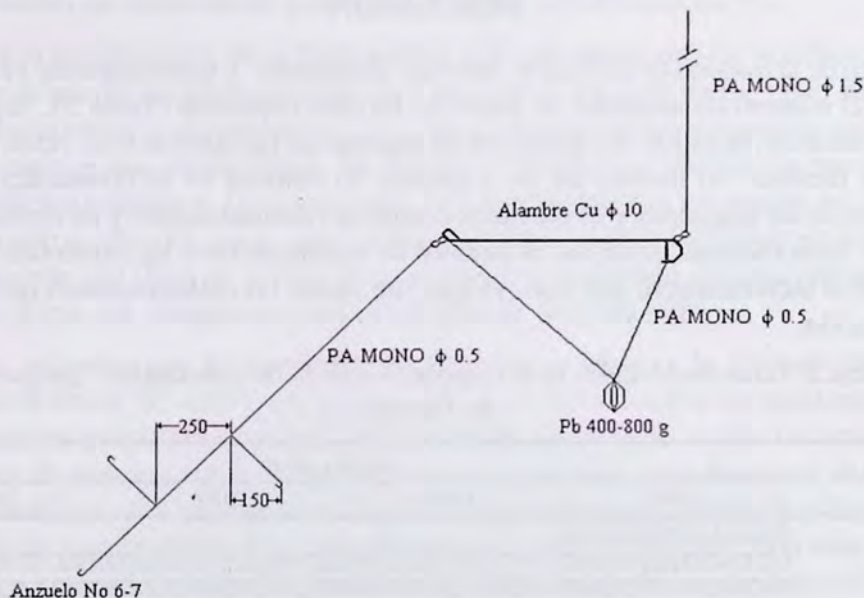 PA MONO ϕ 1.5
Alambre Cu ϕ 10
PA MONO ϕ 0.5
PA MONO ϕ 0.5
Pb 400-800 g
250
150
Anzuelo No 6-7